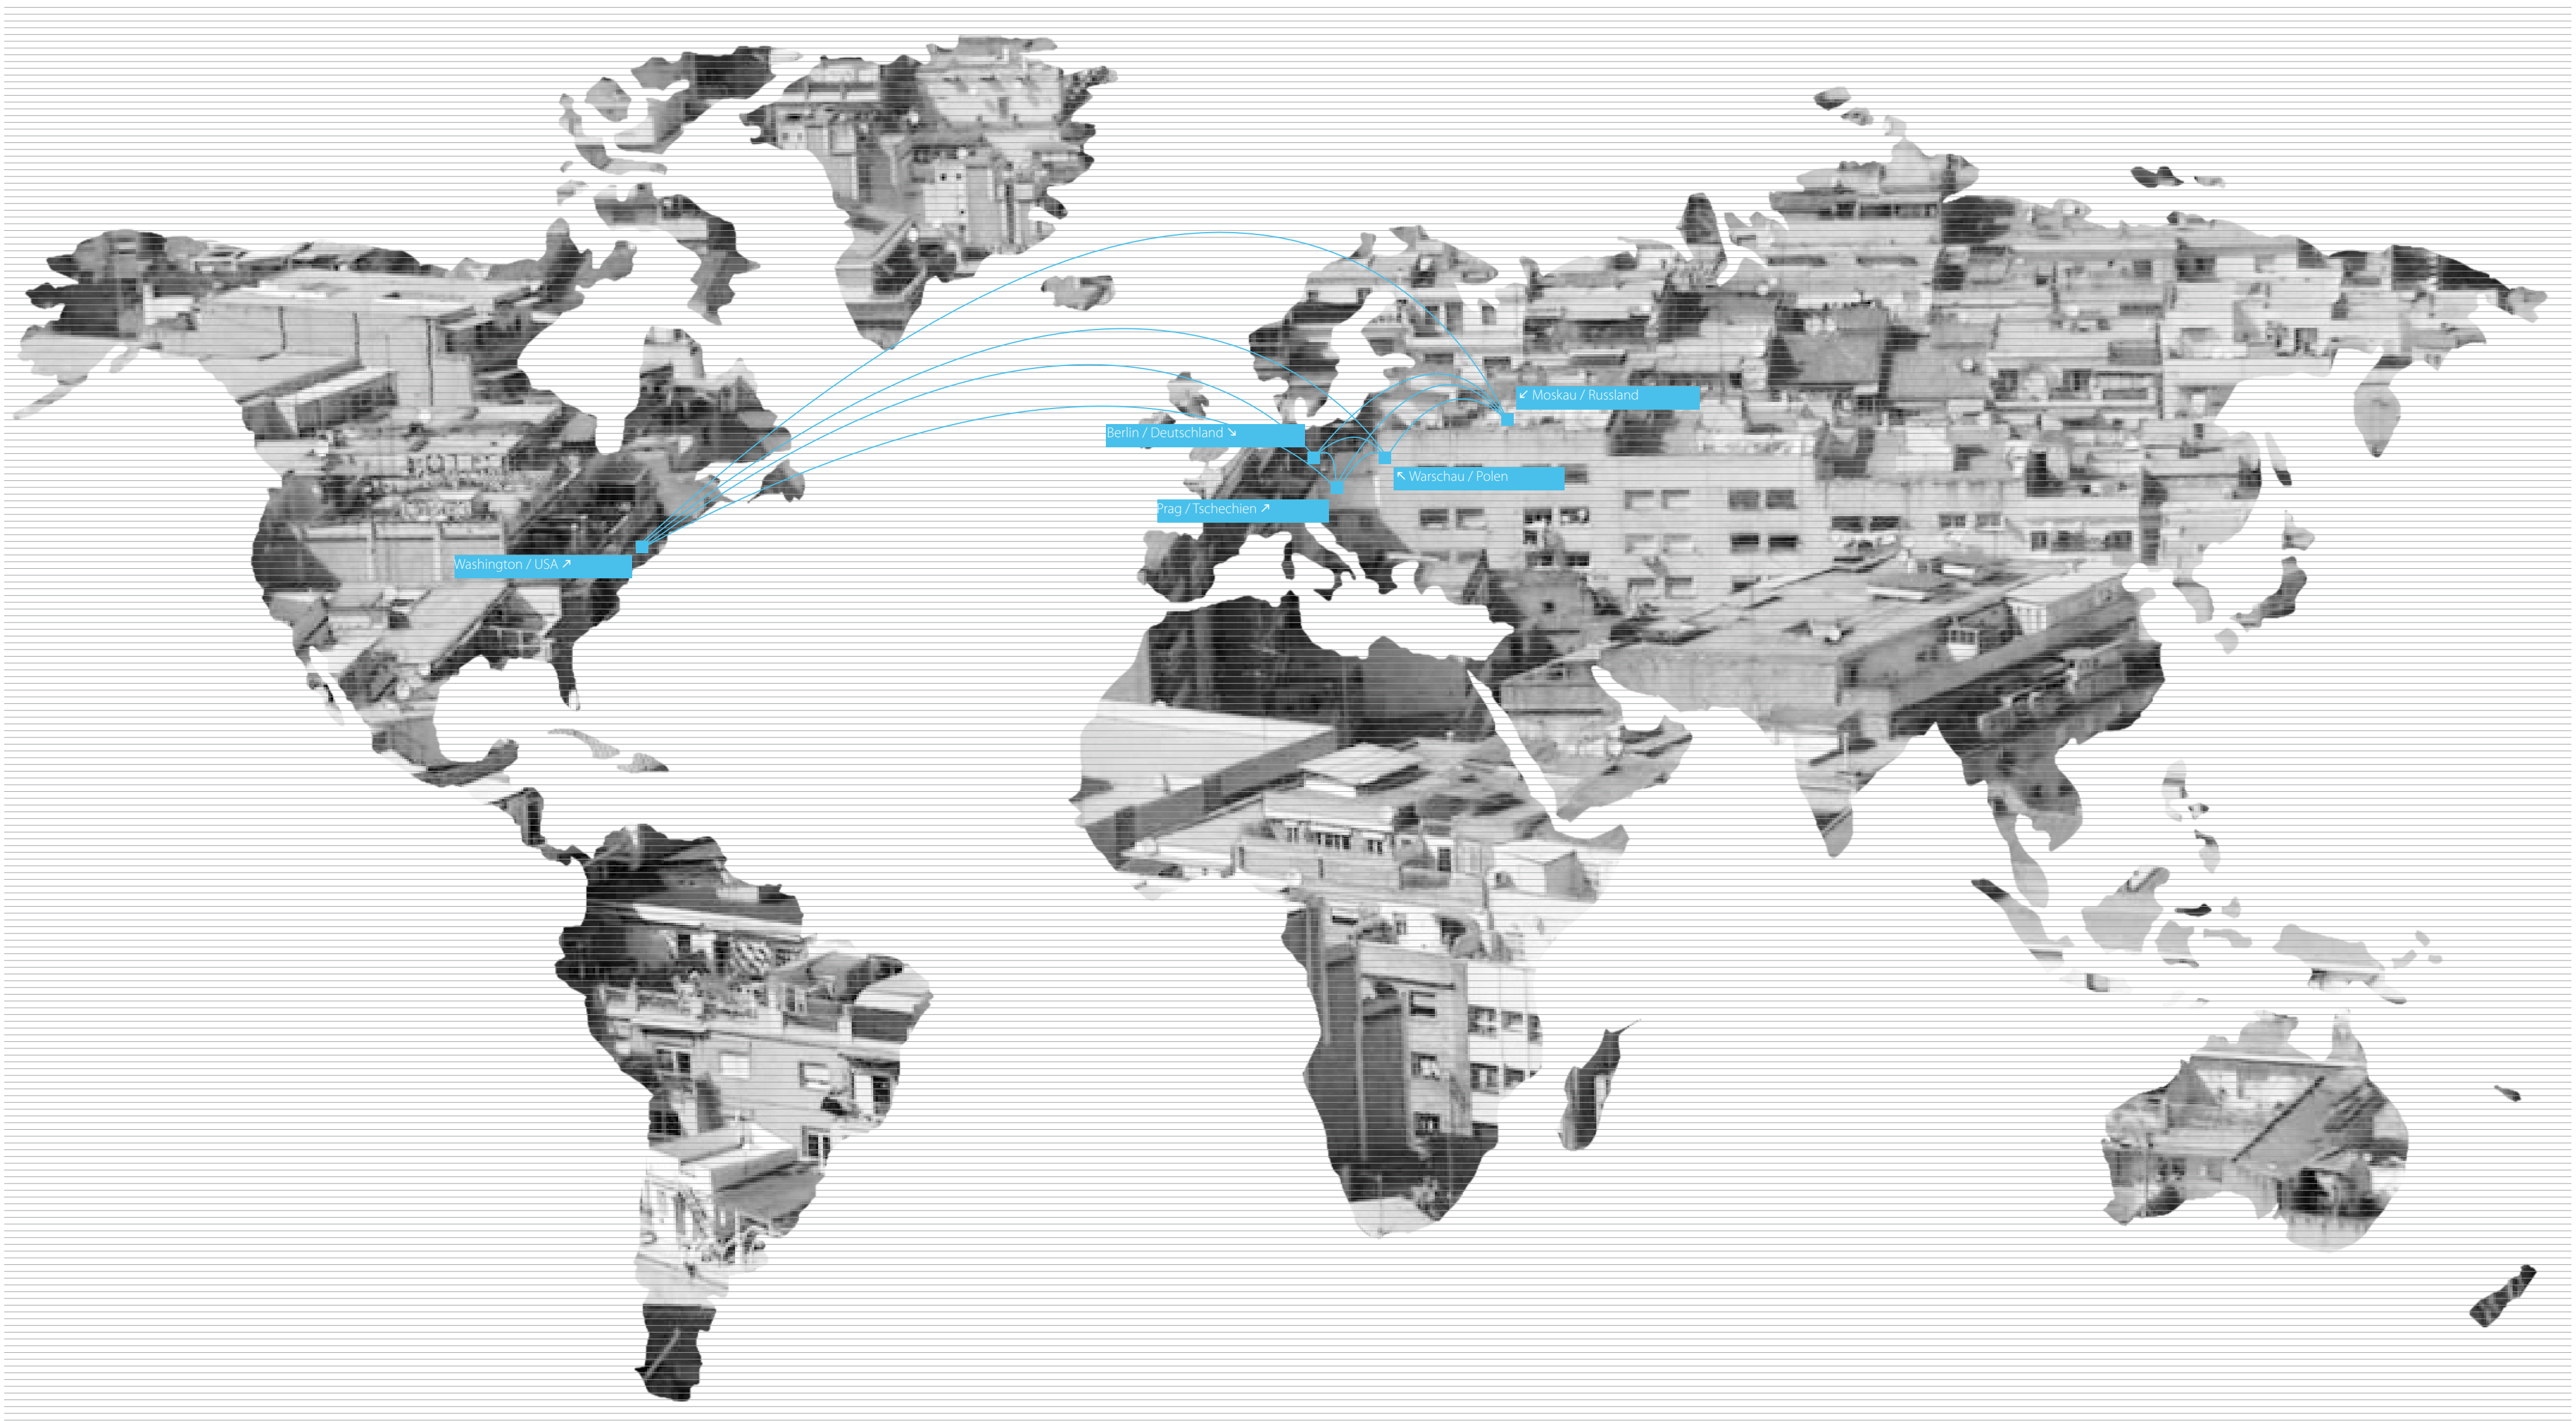 ↙ Moskau / Russland
Berlin / Deutschland ↘
↖ Warschau / Polen
Prag / Tschechien ↗
Washington / USA ↗